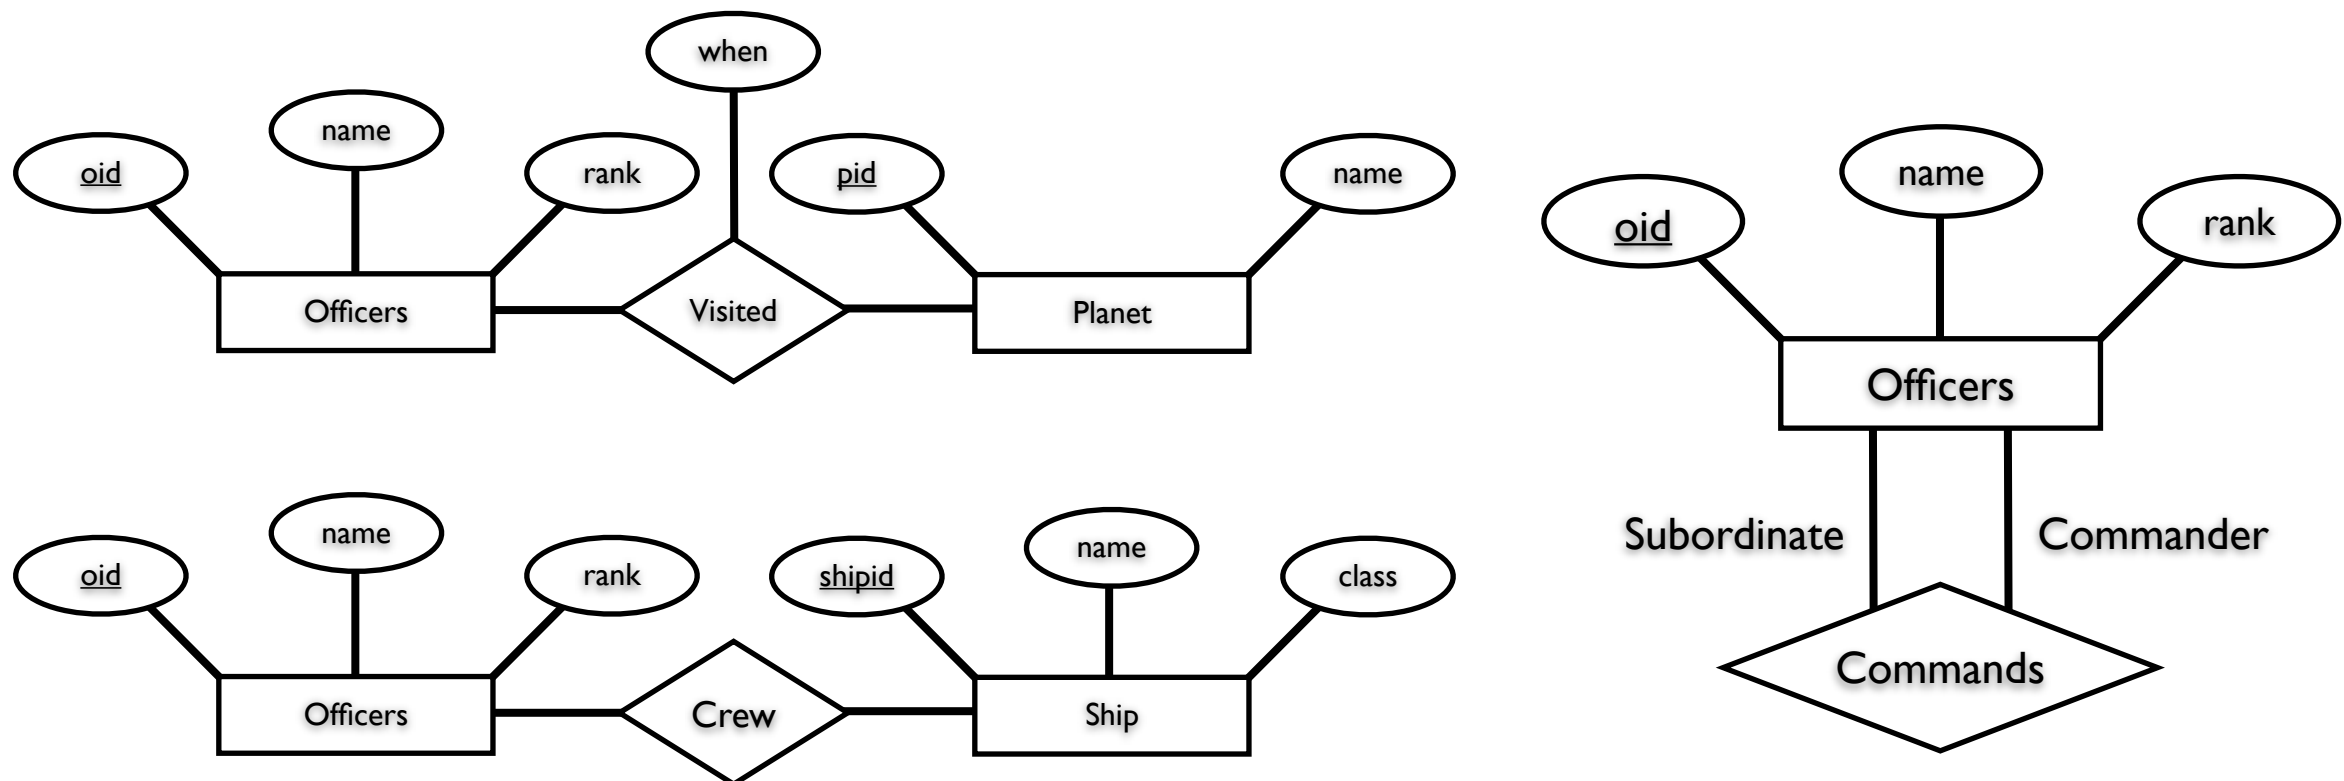 when
name
oid
rank
pid
name
Officers
Visited
Planet
name
oid
rank
shipid
name
class
Officers
Crew
Ship
name
oid
rank
Officers
Subordinate
Commander
Commands